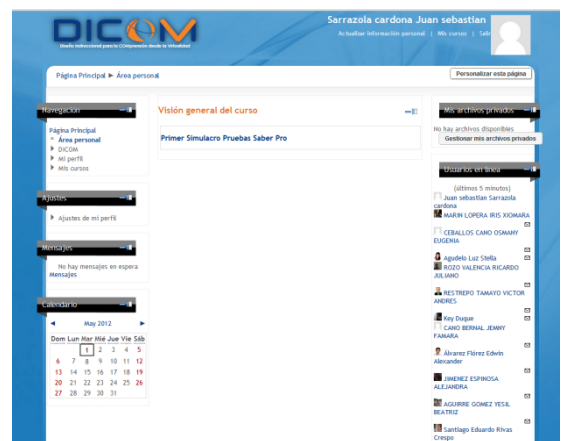 DICOM
Diseño instruccional para la COmprensión desde la Virtualidad
Sarrazola cardona Juan sebastian
Actualizar información personal | Mis cursos | Salir
Página Principal ► Área personal
Personalizar esta página
Navegación
Página Principal
Área personal
DICOM
Mi perfil
Mis cursos
Ajustes
Ajustes de mi perfil
Mensajes
No hay mensajes en espera
Mensajes
Calendario
◄ May 2012 ►
Dom Lun Mar Mié Jue Vie Sáb
1 2 3 4 5
6 7 8 9 10 11 12
13 14 15 16 17 18 19
20 21 22 23 24 25 26
27 28 29 30 31
Visión general del curso
Primer Simulacro Pruebas Saber Pro
Mis archivos privados
No hay archivos disponibles
Gestionar mis archivos privados
Usuarios en línea
(últimos 5 minutos)
Juan sebastian Sarrazola
cardona
MARIN LOPERA IRIS XIOMARA
CEBALLOS CANO OSMANY
EUGENIA
Agudelo Luz Stella
ROZO VALENCIA RICARDO
JULIANO
RESTREPO TAMAYO VICTOR
ANDRES
Key Duque
CANO BERNAL JEMNY
FAMARA
Álvarez Flórez Edwin
Alexander
JIMENEZ ESPINOSA
ALEJANDRA
AGUIRRE GOMEZ YESIL
BEATRIZ
Santiago Eduardo Rivas
Crespo